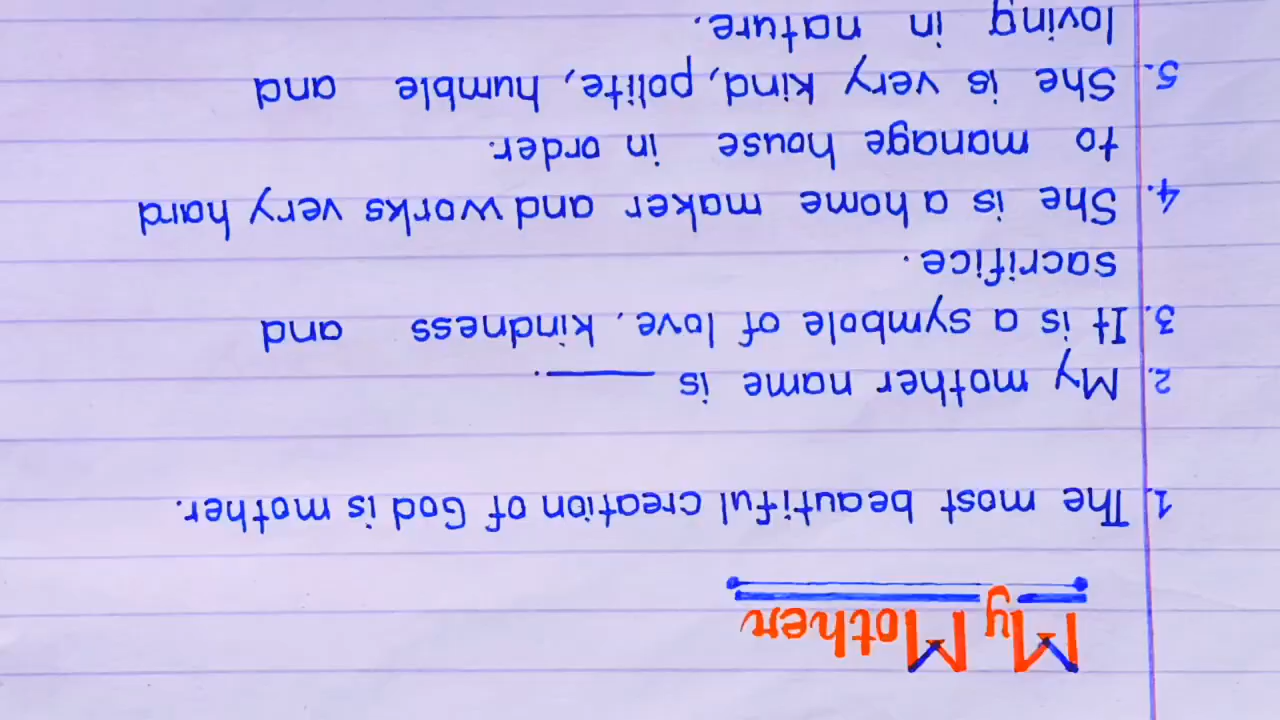 My Mother
1. The most beautiful creation of God is mother.
2. My mother name is ____.
3. It is a symbole of love, kindness and
sacrifice.
4. She is a home maker and works very hard
to manage house in order.
5. She is very kind, polite, humble and
loving in nature.